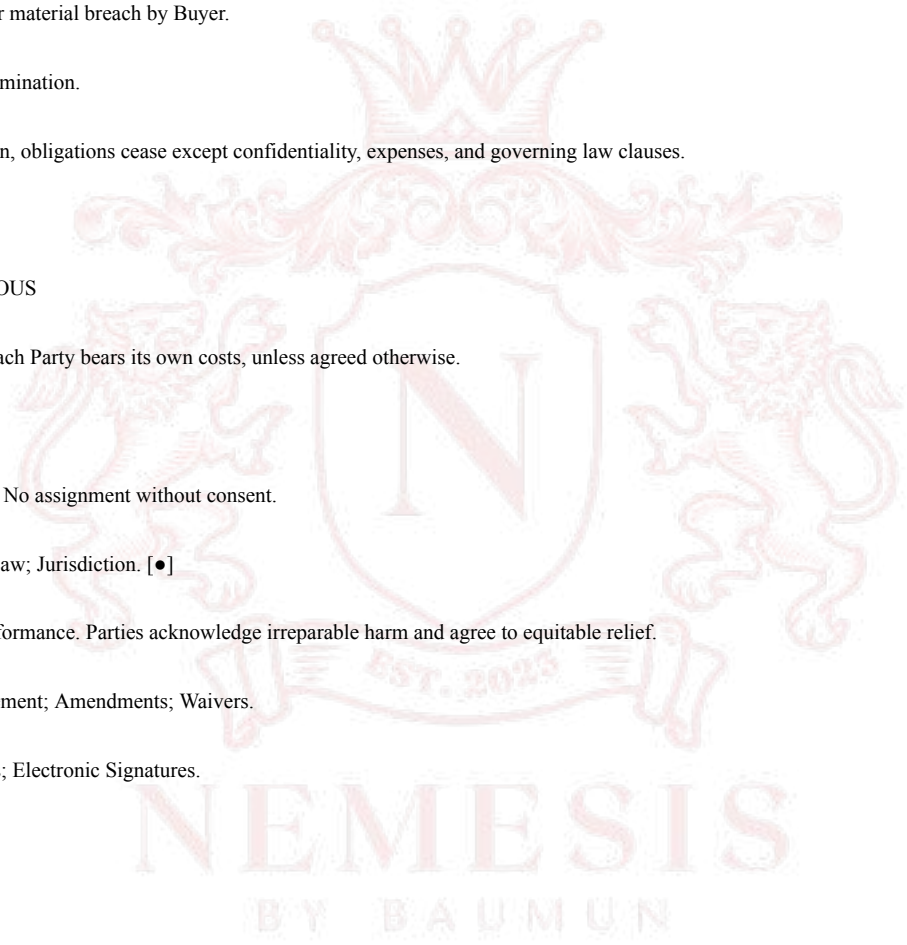 r material breach by Buyer.
mination.
n, obligations cease except confidentiality, expenses, and governing law clauses.
OUS
ach Party bears its own costs, unless agreed otherwise.
No assignment without consent.
aw; Jurisdiction. [●]
formance. Parties acknowledge irreparable harm and agree to equitable relief.
ment; Amendments; Waivers.
; Electronic Signatures.
N
EST. 2023
NEMESIS
BY BAUMUN